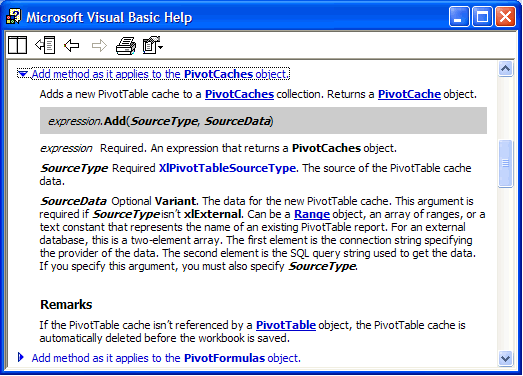 Microsoft Visual Basic Help
Add method as it applies to the PivotCaches object.
Adds a new PivotTable cache to a PivotCaches collection. Returns a PivotCache object.
expression.Add(SourceType, SourceData)
expression   Required. An expression that returns a PivotCaches object.
SourceType  Required XlPivotTableSourceType. The source of the PivotTable cache
data.
SourceData  Optional Variant. The data for the new PivotTable cache. This argument is
required if SourceType isn't xlExternal. Can be a Range object, an array of ranges, or a
text constant that represents the name of an existing PivotTable report. For an external
database, this is a two-element array. The first element is the connection string specifying
the provider of the data. The second element is the SQL query string used to get the data.
If you specify this argument, you must also specify SourceType.
Remarks
If the PivotTable cache isn't referenced by a PivotTable object, the PivotTable cache is
automatically deleted before the workbook is saved.
Add method as it applies to the PivotFormulas object.